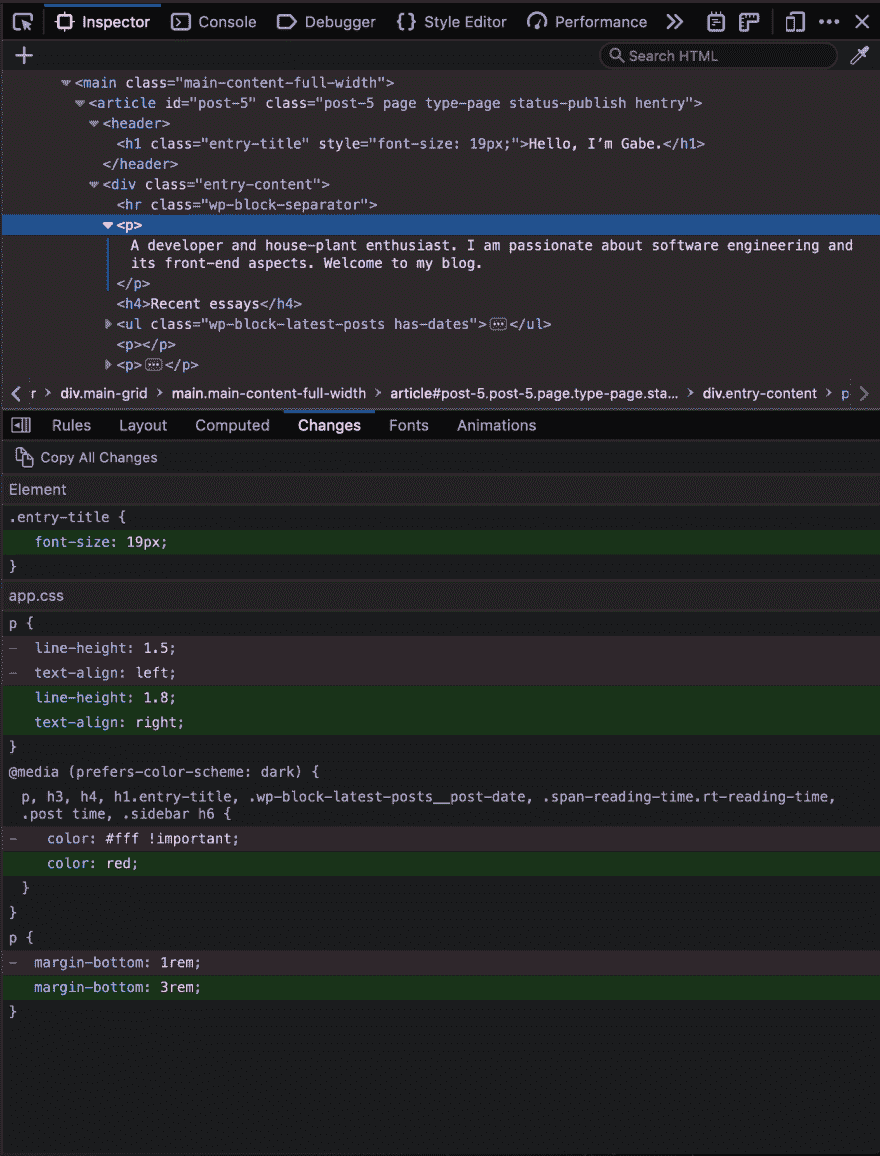 Inspector Console Debugger {} Style Editor Performance
+ Search HTML
<main class="main-content-full-width">
<article id="post-5" class="post-5 page type-page status-publish hentry">
<header>
<h1 class="entry-title" style="font-size: 19px;">Hello, I’m Gabe.</h1>
</header>
<div class="entry-content">
<hr class="wp-block-separator">
<p>
A developer and house-plant enthusiast. I am passionate about software engineering and
its front-end aspects. Welcome to my blog.
</p>
<h4>Recent essays</h4>
<ul class="wp-block-latest-posts has-dates">…</ul>
<p></p>
<p>…</p>
r > div.main-grid > main.main-content-full-width > article#post-5.post-5.page.type-page.sta… > div.entry-content > p
Rules Layout Computed Changes Fonts Animations
Copy All Changes
Element
.entry-title {
font-size: 19px;
}
app.css
p {
- line-height: 1.5;
- text-align: left;
line-height: 1.8;
text-align: right;
}
@media (prefers-color-scheme: dark) {
p, h3, h4, h1.entry-title, .wp-block-latest-posts__post-date, .span-reading-time.rt-reading-time,
.post time, .sidebar h6 {
- color: #fff !important;
color: red;
}
}
p {
- margin-bottom: 1rem;
margin-bottom: 3rem;
}